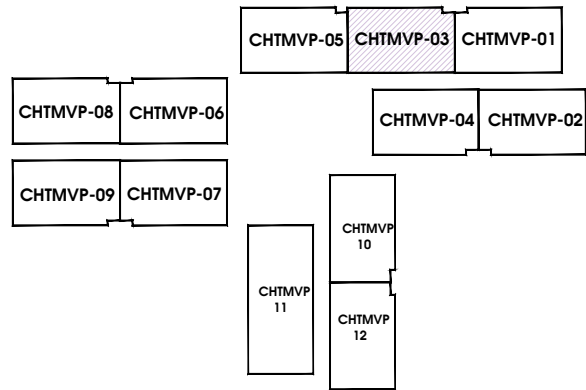 CHTMVP-05 CHTMVP-03 CHTMVP-01
CHTMVP-08 CHTMVP-06
CHTMVP-04 CHTMVP-02
CHTMVP-09 CHTMVP-07
CHTMVP
10
CHTMVP
11
CHTMVP
12